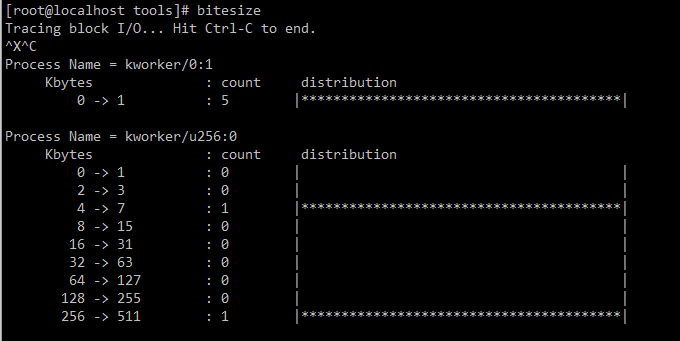 [root@localhost tools]# bitesize
Tracing block I/O... Hit Ctrl-C to end.
^X^C
Process Name = kworker/0:1
     Kbytes              : count     distribution
         0 -> 1          : 5        |****************************************|

Process Name = kworker/u256:0
     Kbytes              : count     distribution
         0 -> 1          : 0        |                                        |
         2 -> 3          : 0        |                                        |
         4 -> 7          : 1        |****************************************|
         8 -> 15         : 0        |                                        |
        16 -> 31         : 0        |                                        |
        32 -> 63         : 0        |                                        |
        64 -> 127        : 0        |                                        |
       128 -> 255        : 0        |                                        |
       256 -> 511        : 1        |****************************************|